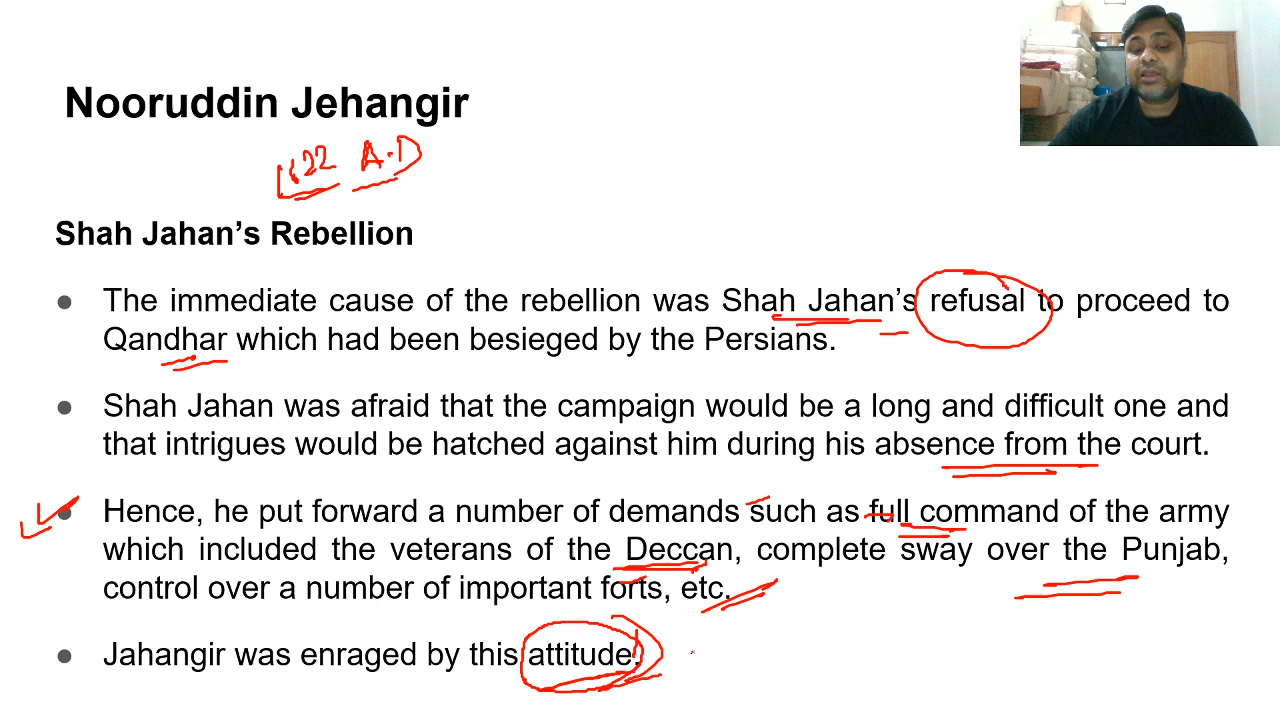 Nooruddin Jehangir
1622 A.D
Shah Jahan’s Rebellion
● The immediate cause of the rebellion was Shah Jahan’s refusal to proceed to
Qandhar which had been besieged by the Persians.
● Shah Jahan was afraid that the campaign would be a long and difficult one and
that intrigues would be hatched against him during his absence from the court.
● Hence, he put forward a number of demands such as full command of the army
which included the veterans of the Deccan, complete sway over the Punjab,
control over a number of important forts, etc.
● Jahangir was enraged by this attitude.